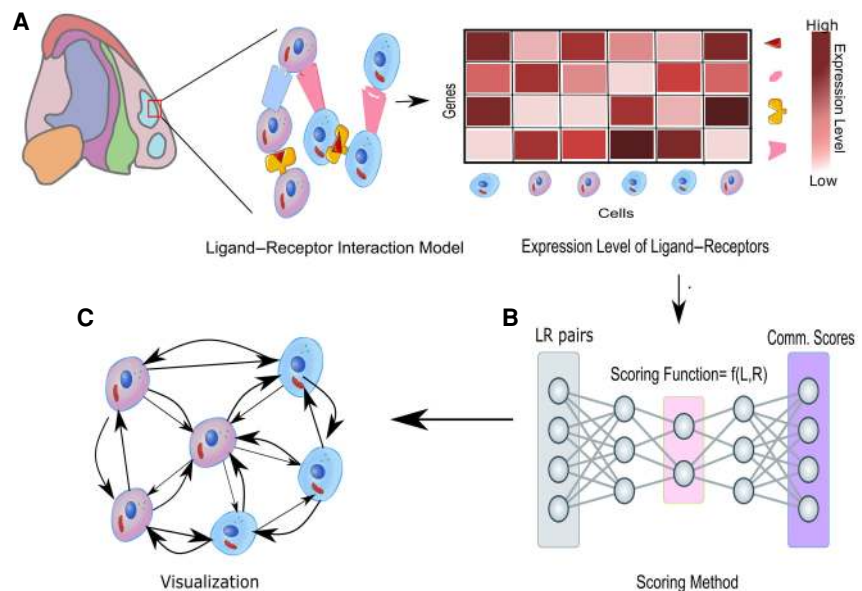 A
High
Expression Level
Low
Genes
Cells
Ligand–Receptor Interaction Model
Expression Level of Ligand–Receptors
C
B
LR pairs
Comm. Scores
Scoring Function= f(L,R)
Visualization
Scoring Method